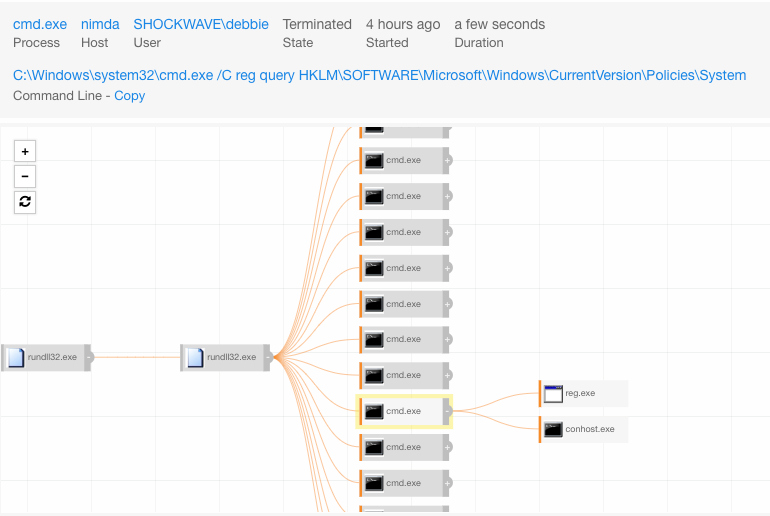 cmd.exe nimda SHOCKWAVE\debbie Terminated 4 hours ago a few seconds
Process Host User State Started Duration
C:\Windows\system32\cmd.exe /C reg query HKLM\SOFTWARE\Microsoft\Windows\CurrentVersion\Policies\System
Command Line - Copy
+
−
cmd.exe +
cmd.exe +
cmd.exe +
cmd.exe +
cmd.exe +
cmd.exe +
rundll32.exe - rundll32.exe -
cmd.exe +
reg.exe
cmd.exe -
conhost.exe
cmd.exe +
cmd.exe +